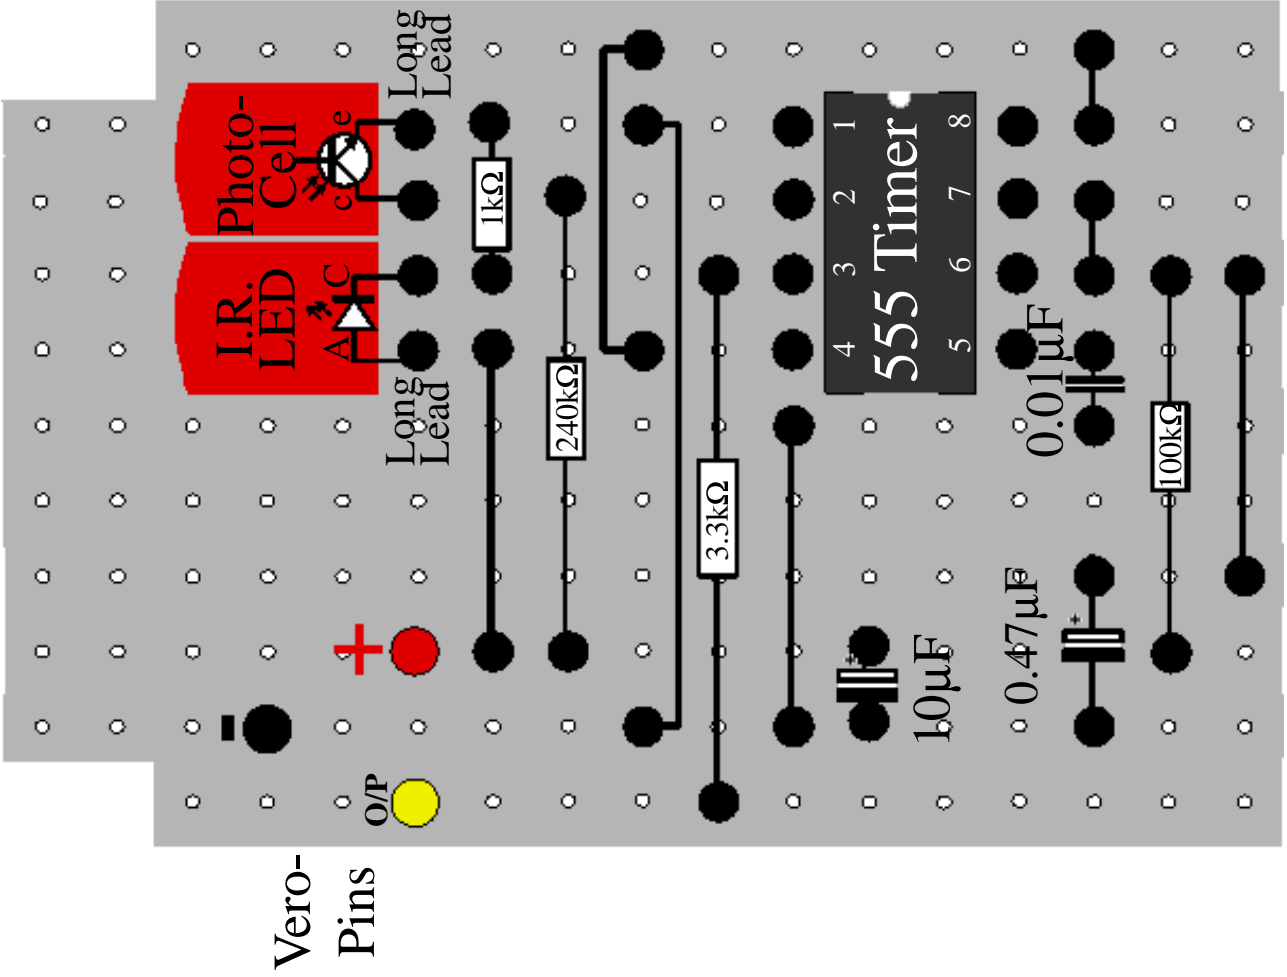 Long
Lead
Photo-
Cell
e
c
I.R.
LED
C
A
Long
Lead
1kΩ
240kΩ
3.3kΩ
555 Timer
1
2
3
4
8
7
6
5
0.01µF
100kΩ
0.47µF
+
10µF
+
+
-
O/P
Vero-
Pins